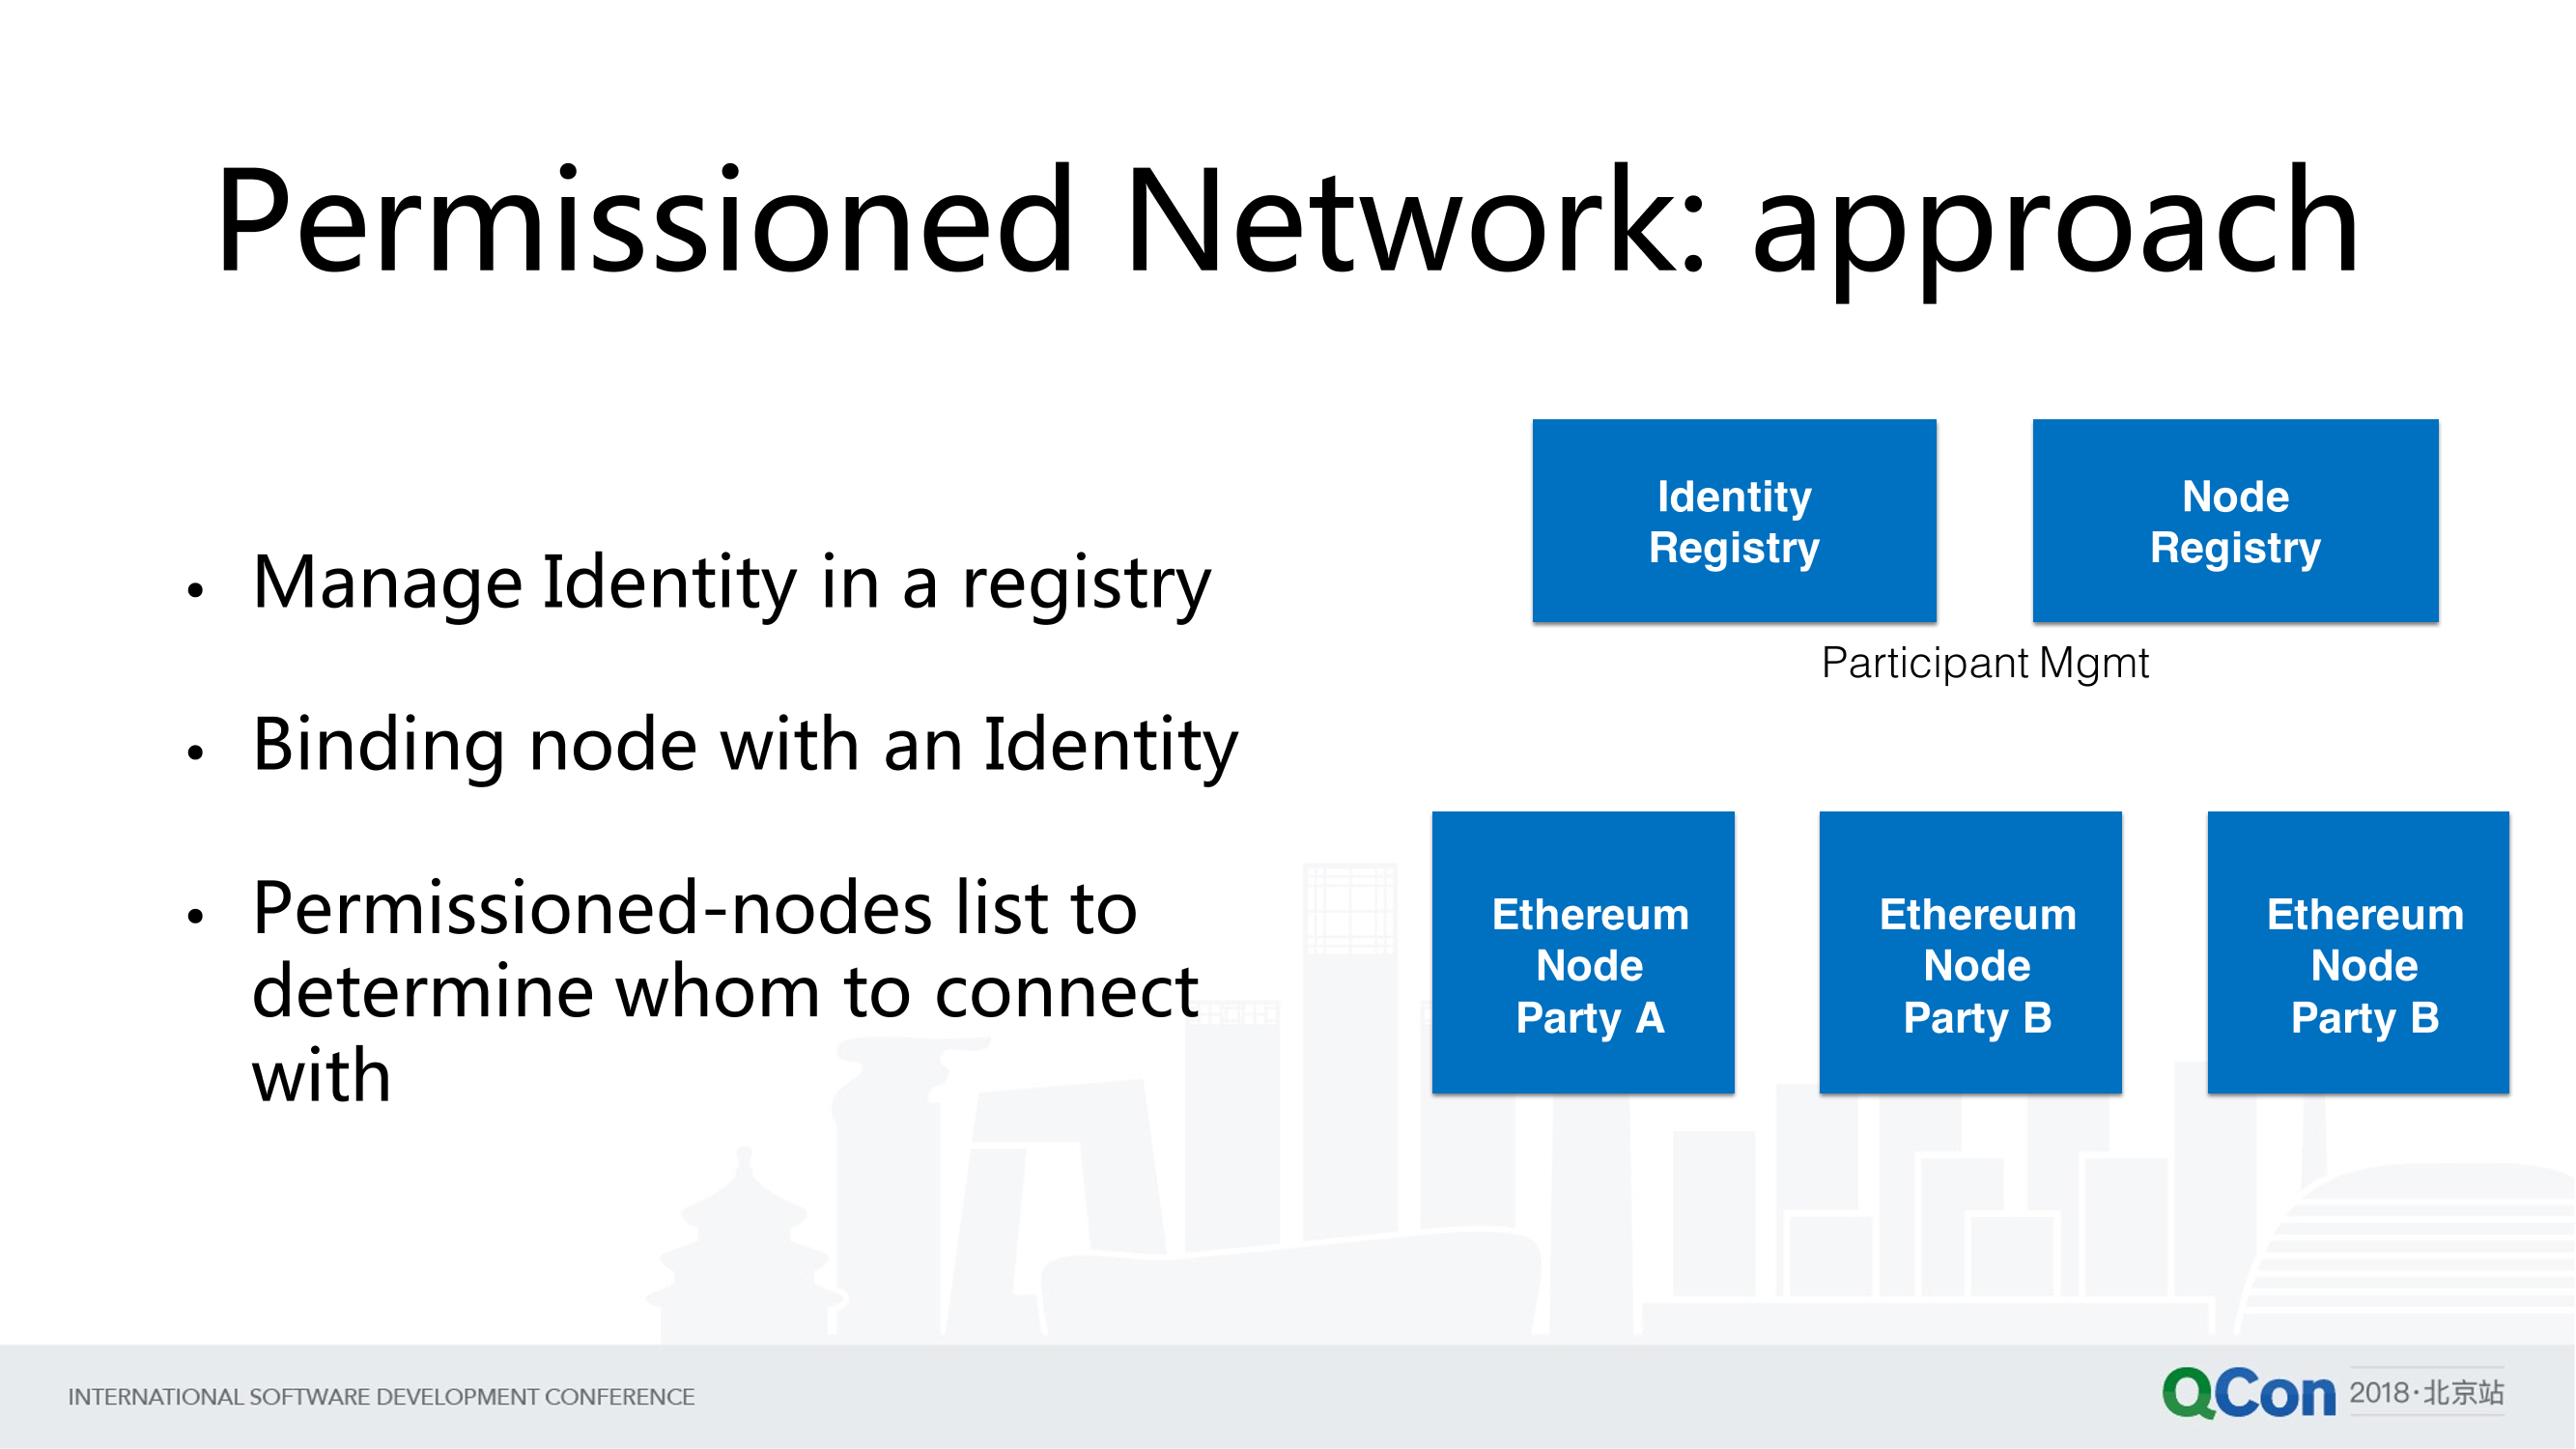 Permissioned Network: approach
• Manage Identity in a registry
• Binding node with an Identity
• Permissioned-nodes list to
determine whom to connect
with
Identity
Registry
Node
Registry
Participant Mgmt
Ethereum
Node
Party A
Ethereum
Node
Party B
Ethereum
Node
Party B
INTERNATIONAL SOFTWARE DEVELOPMENT CONFERENCE
QCon 2018·北京站